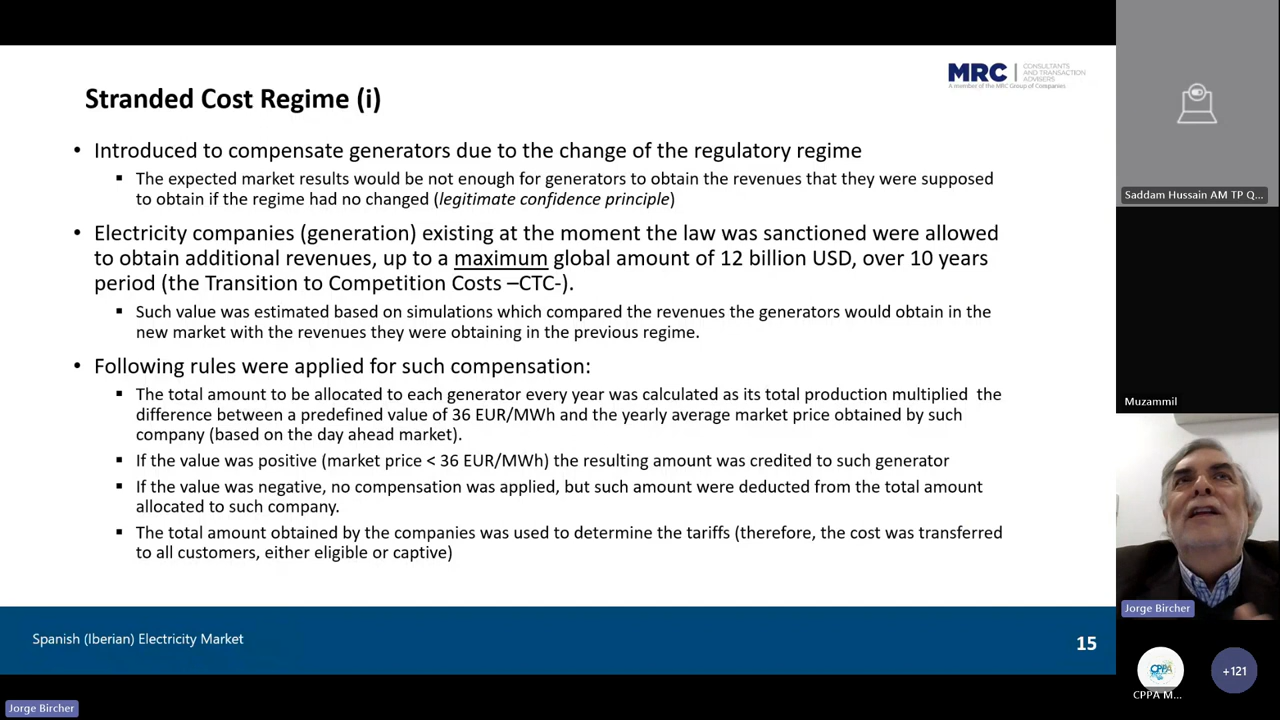 Stranded Cost Regime (i)
MRC | CONSULTANTS
AND TRANSACTION
ADVISERS
A member of the MRC Group of Companies
• Introduced to compensate generators due to the change of the regulatory regime
▪ The expected market results would be not enough for generators to obtain the revenues that they were supposed
to obtain if the regime had no changed (legitimate confidence principle)
• Electricity companies (generation) existing at the moment the law was sanctioned were allowed
to obtain additional revenues, up to a maximum global amount of 12 billion USD, over 10 years
period (the Transition to Competition Costs –CTC-).
▪ Such value was estimated based on simulations which compared the revenues the generators would obtain in the
new market with the revenues they were obtaining in the previous regime.
• Following rules were applied for such compensation:
▪ The total amount to be allocated to each generator every year was calculated as its total production multiplied the
difference between a predefined value of 36 EUR/MWh and the yearly average market price obtained by such
company (based on the day ahead market).
▪ If the value was positive (market price < 36 EUR/MWh) the resulting amount was credited to such generator
▪ If the value was negative, no compensation was applied, but such amount were deducted from the total amount
allocated to such company.
▪ The total amount obtained by the companies was used to determine the tariffs (therefore, the cost was transferred
to all customers, either eligible or captive)
Spanish (Iberian) Electricity Market
15
Jorge Bircher
Saddam Hussain AM TP Q...
Muzammil
Jorge Bircher
CPPA
CPPA M...
+121